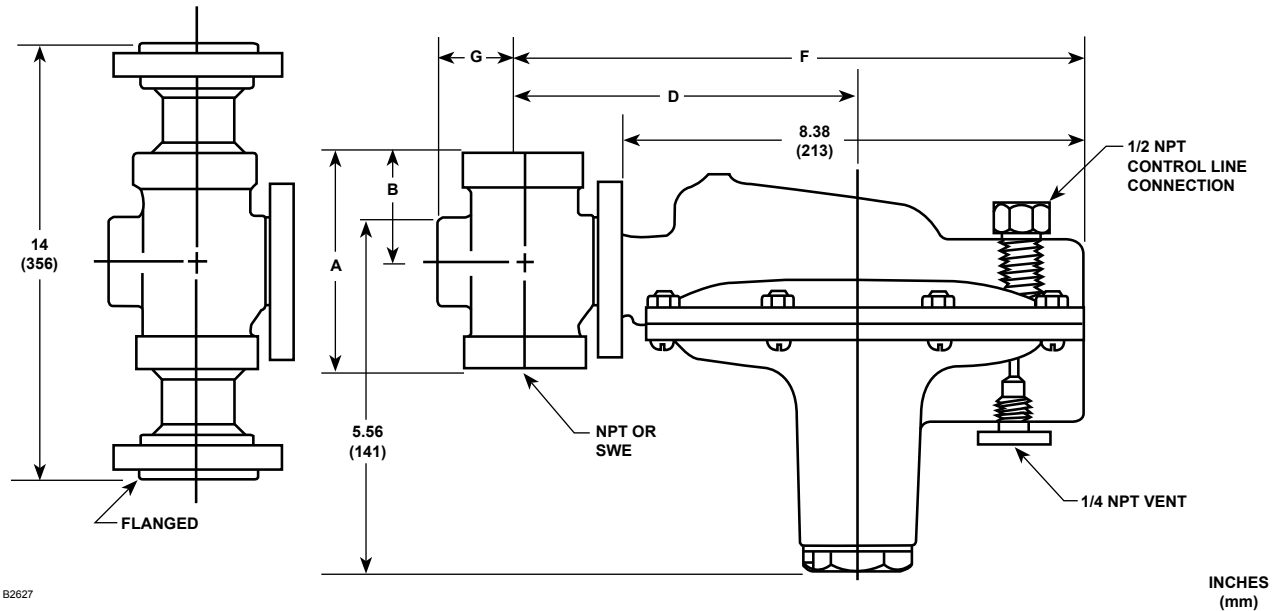 G
F
D
8.38
(213)
1/2 NPT
CONTROL LINE
CONNECTION
B
A
14
(356)
5.56
(141)
NPT OR
SWE
1/4 NPT VENT
FLANGED
B2627
INCHES
(mm)